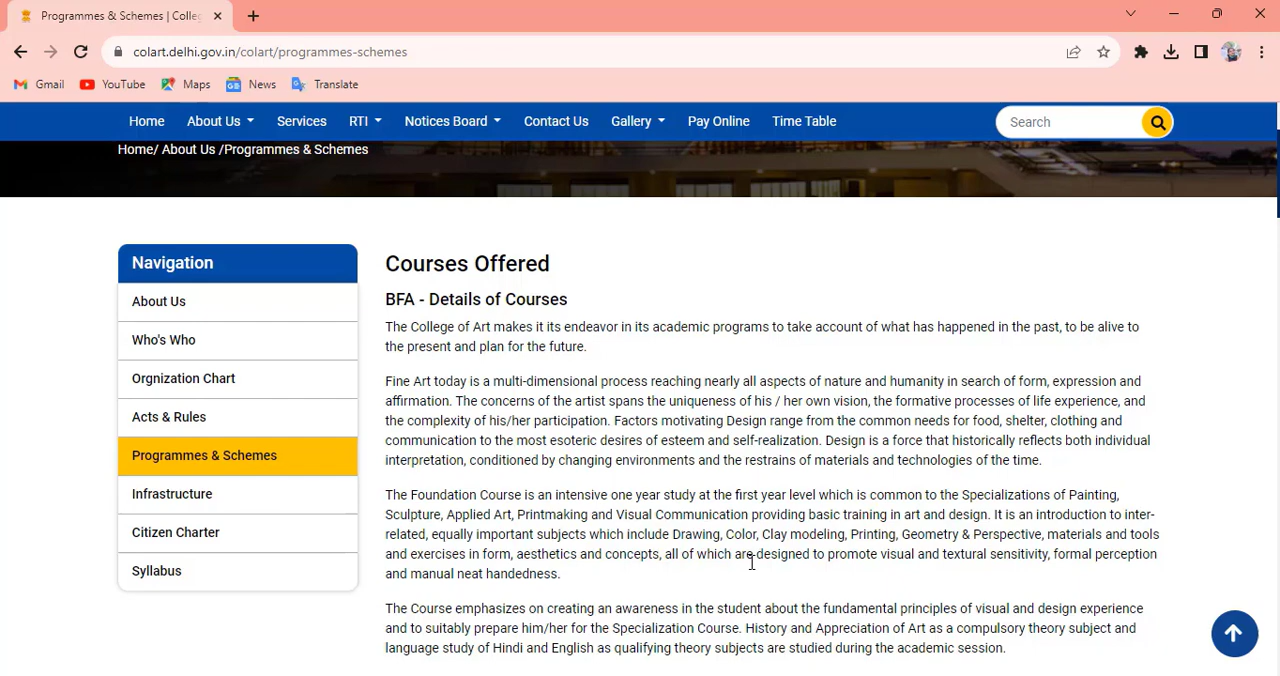 Programmes & Schemes | Colleg
colart.delhi.gov.in/colart/programmes-schemes
Gmail YouTube Maps News Translate
Home About Us Services RTI Notices Board Contact Us Gallery Pay Online Time Table Search
Home/ About Us /Programmes & Schemes
Navigation
About Us
Who's Who
Orgnization Chart
Acts & Rules
Programmes & Schemes
Infrastructure
Citizen Charter
Syllabus
Courses Offered
BFA - Details of Courses
The College of Art makes it its endeavor in its academic programs to take account of what has happened in the past, to be alive to
the present and plan for the future.
Fine Art today is a multi-dimensional process reaching nearly all aspects of nature and humanity in search of form, expression and
affirmation. The concerns of the artist spans the uniqueness of his / her own vision, the formative processes of life experience, and
the complexity of his/her participation. Factors motivating Design range from the common needs for food, shelter, clothing and
communication to the most esoteric desires of esteem and self-realization. Design is a force that historically reflects both individual
interpretation, conditioned by changing environments and the restrains of materials and technologies of the time.
The Foundation Course is an intensive one year study at the first year level which is common to the Specializations of Painting,
Sculpture, Applied Art, Printmaking and Visual Communication providing basic training in art and design. It is an introduction to inter-
related, equally important subjects which include Drawing, Color, Clay modeling, Printing, Geometry & Perspective, materials and tools
and exercises in form, aesthetics and concepts, all of which are designed to promote visual and textural sensitivity, formal perception
and manual neat handedness.
The Course emphasizes on creating an awareness in the student about the fundamental principles of visual and design experience
and to suitably prepare him/her for the Specialization Course. History and Appreciation of Art as a compulsory theory subject and
language study of Hindi and English as qualifying theory subjects are studied during the academic session.